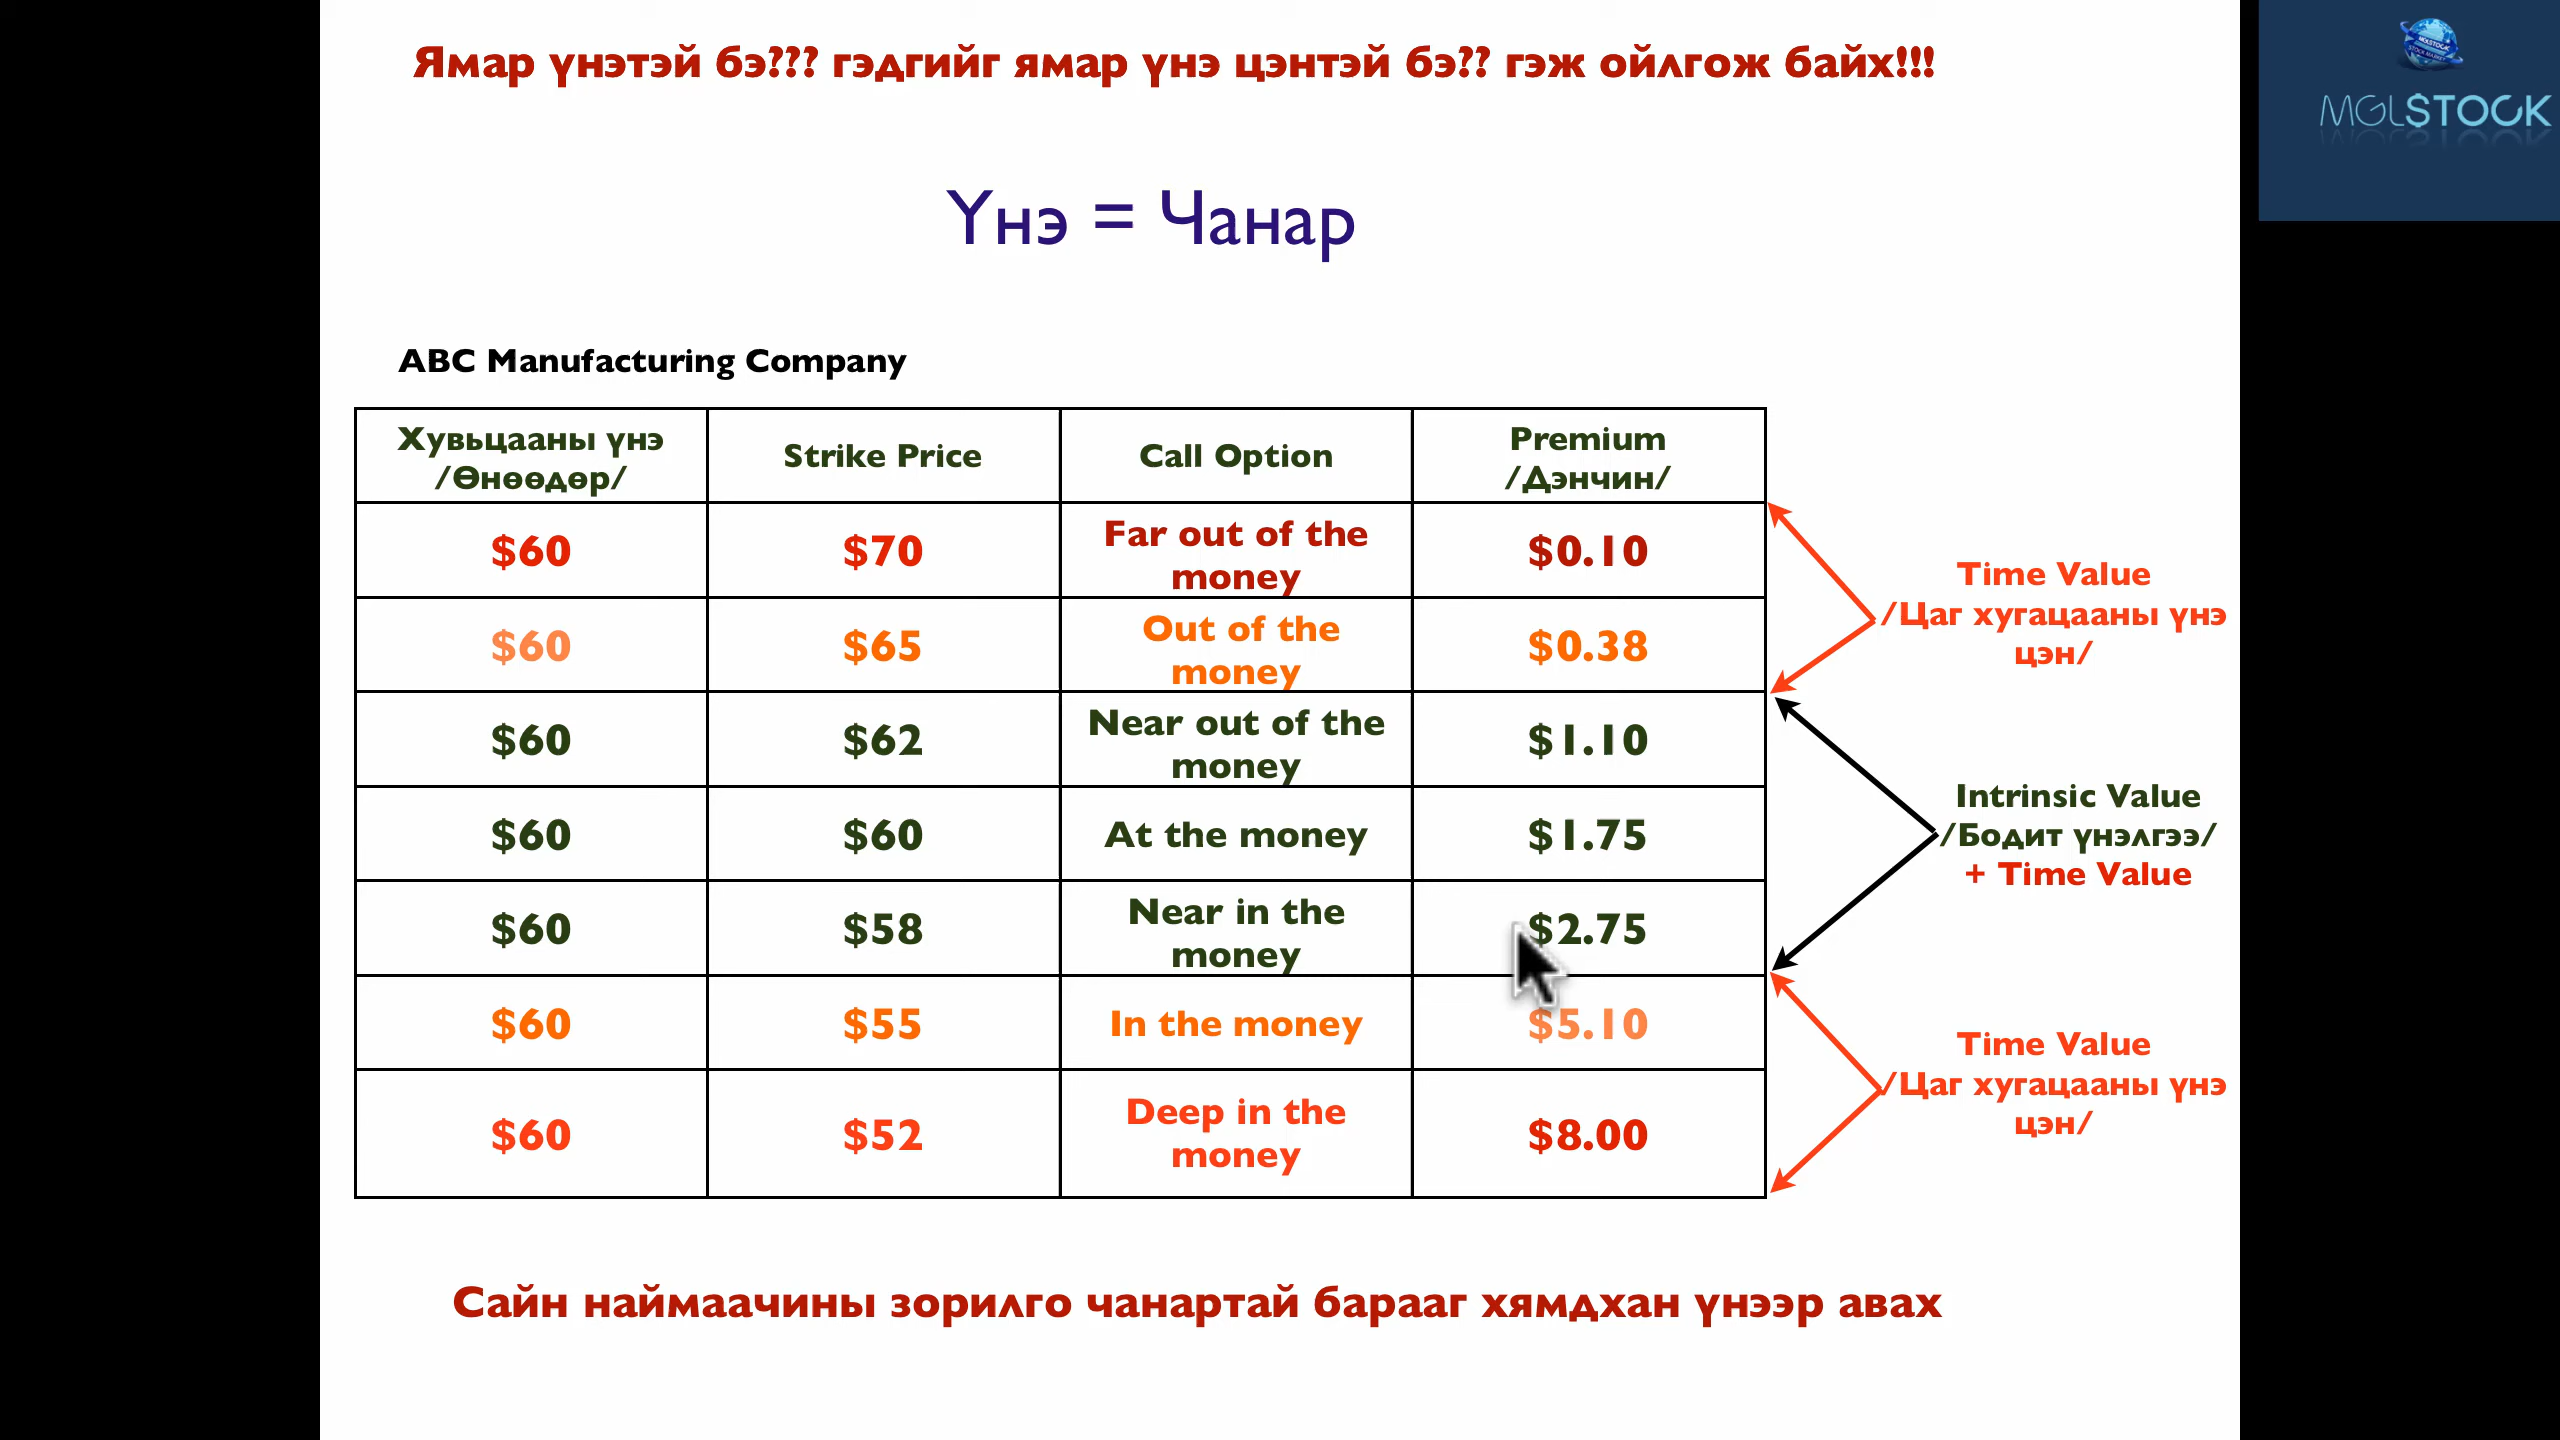 Ямар үнэтэй бэ??? гэдгийг ямар үнэ цэнтэй бэ?? гэж ойлгож байх!!!
MGLSTOCK
Үнэ = Чанар
ABC Manufacturing Company
Хувьцааны үнэ /Өнөөдөр/ Strike Price Call Option Premium /Дэнчин/
$60 $70 Far out of the money $0.10
$60 $65 Out of the money $0.38
$60 $62 Near out of the money $1.10
$60 $60 At the money $1.75
$60 $58 Near in the money $2.75
$60 $55 In the money $5.10
$60 $52 Deep in the money $8.00
Time Value
/Цаг хугацааны үнэ
цэн/
Intrinsic Value
/Бодит үнэлгээ/
+ Time Value
Time Value
/Цаг хугацааны үнэ
цэн/
Сайн наймаачины зорилго чанартай барааг хямдхан үнээр авах